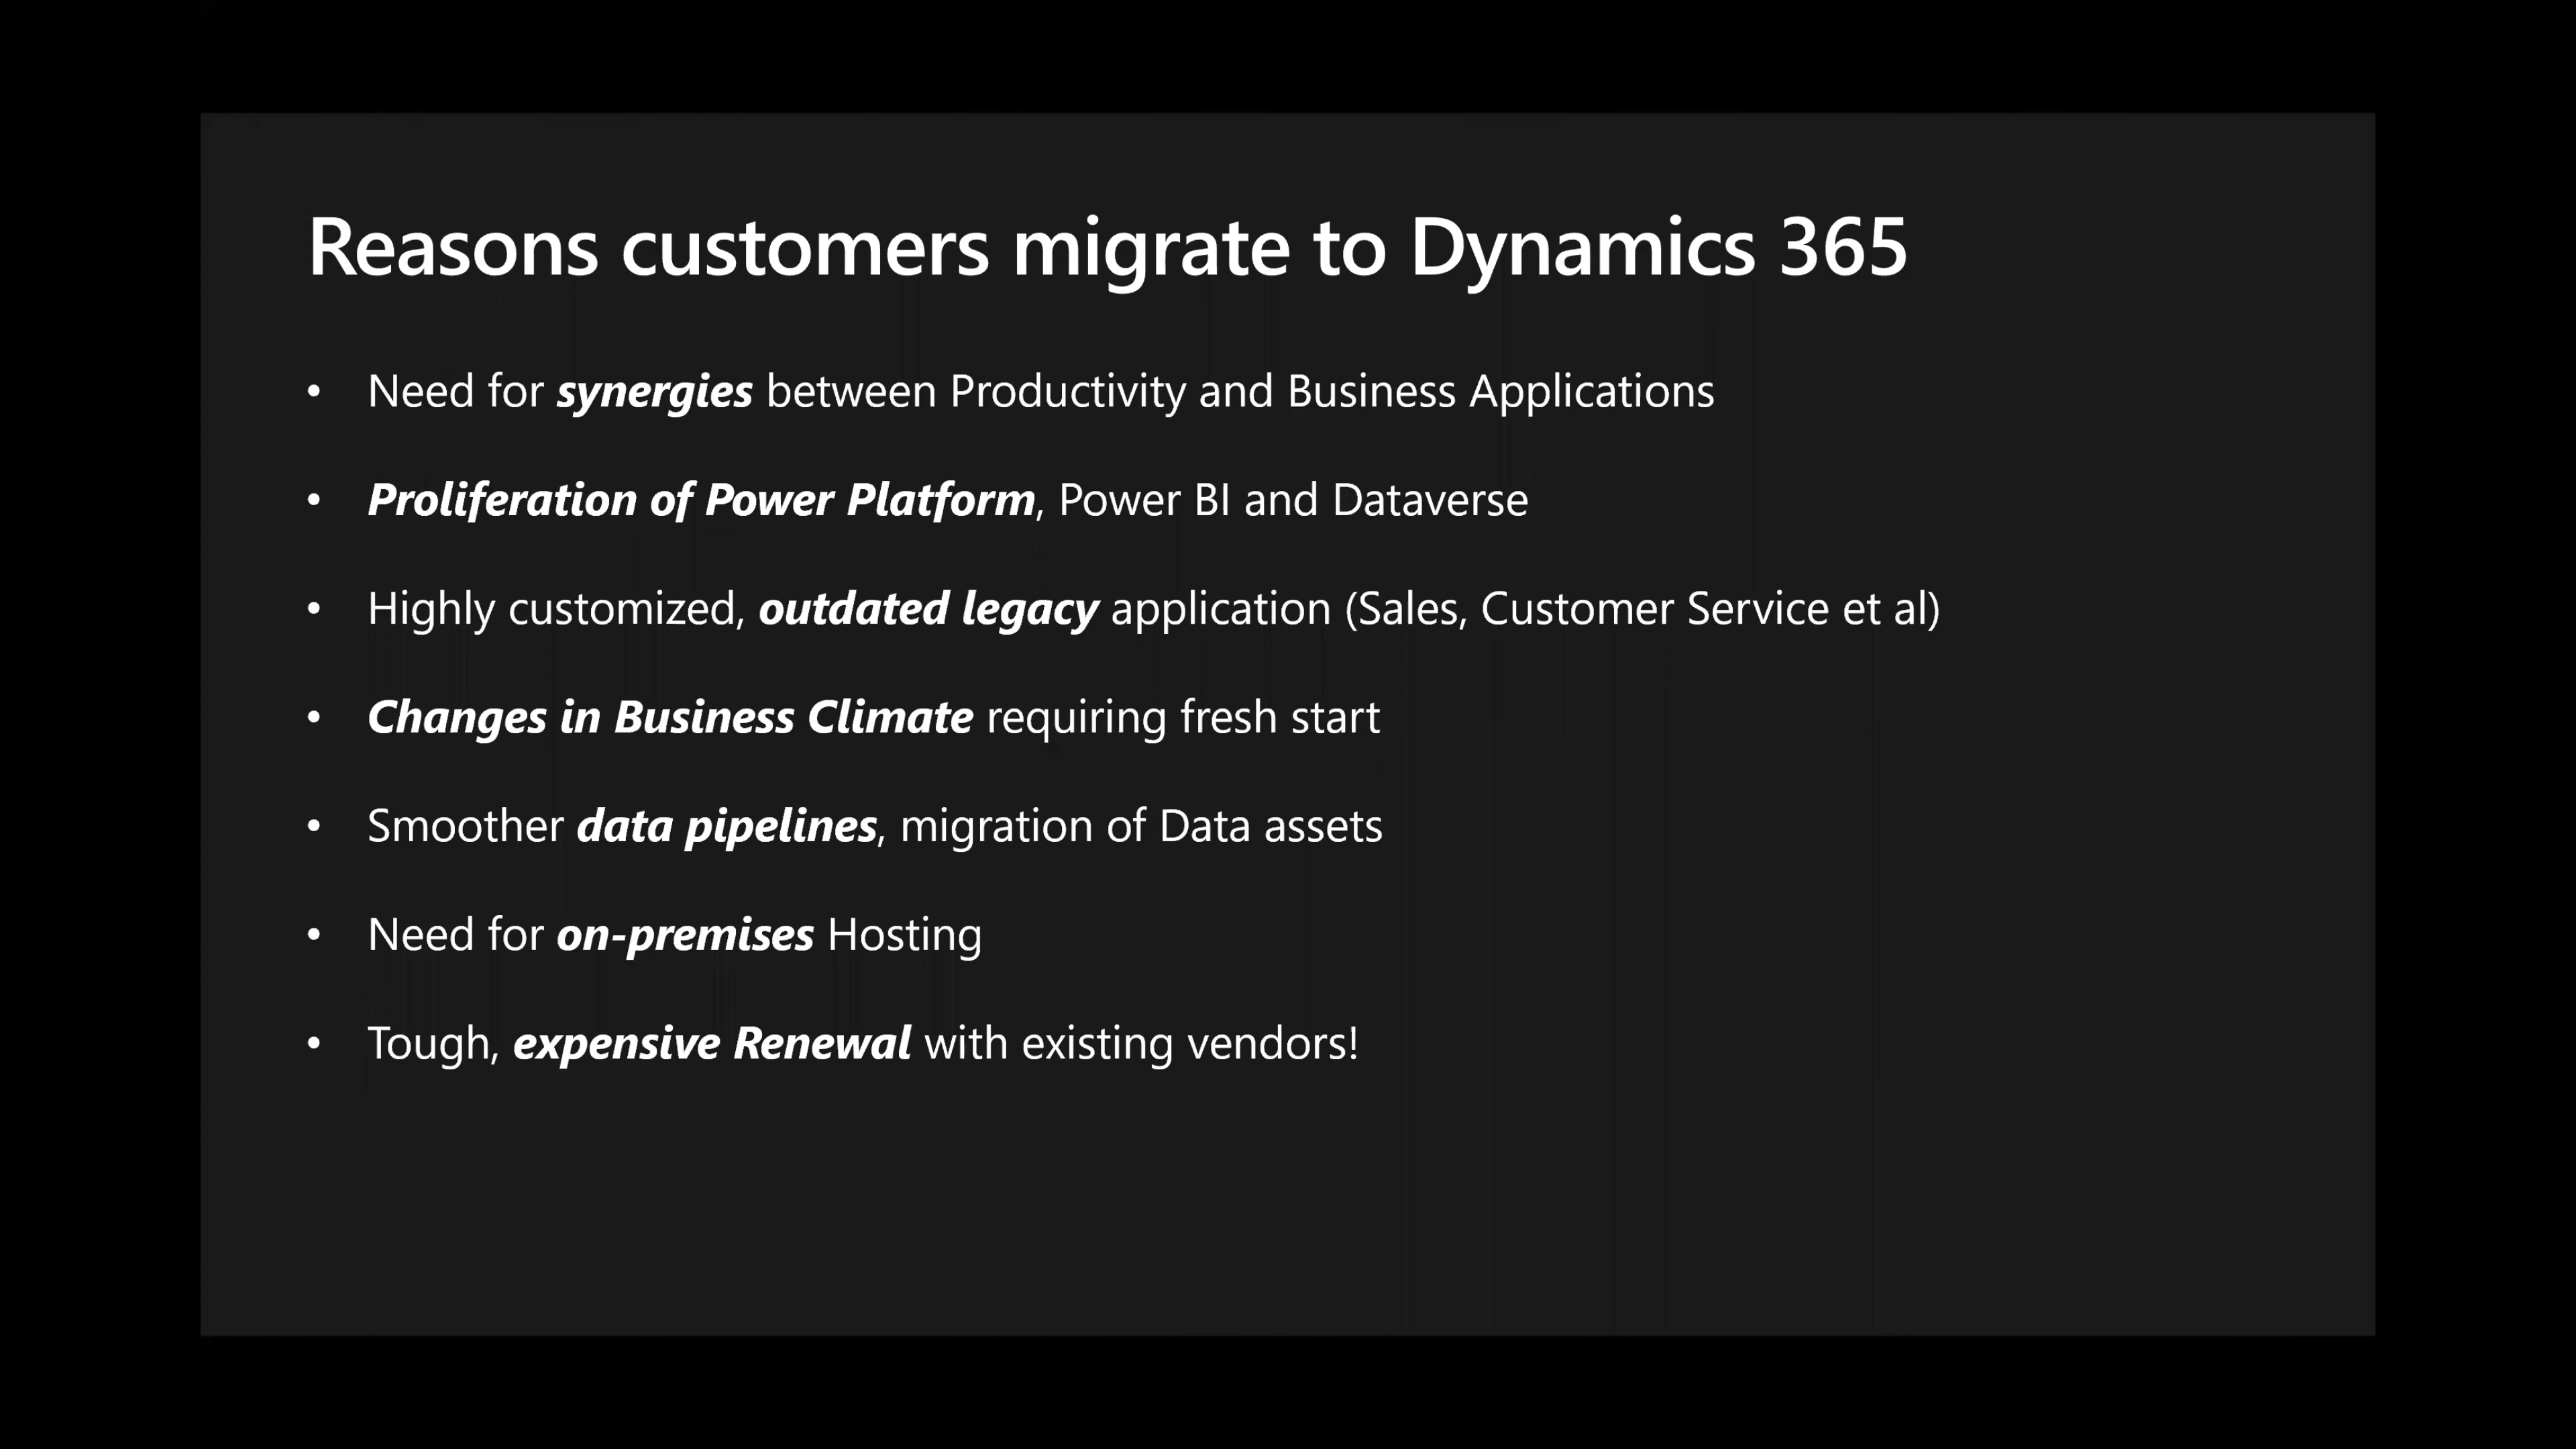 Reasons customers migrate to Dynamics 365
• Need for synergies between Productivity and Business Applications
• Proliferation of Power Platform, Power BI and Dataverse
• Highly customized, outdated legacy application (Sales, Customer Service et al)
• Changes in Business Climate requiring fresh start
• Smoother data pipelines, migration of Data assets
• Need for on-premises Hosting
• Tough, expensive Renewal with existing vendors!